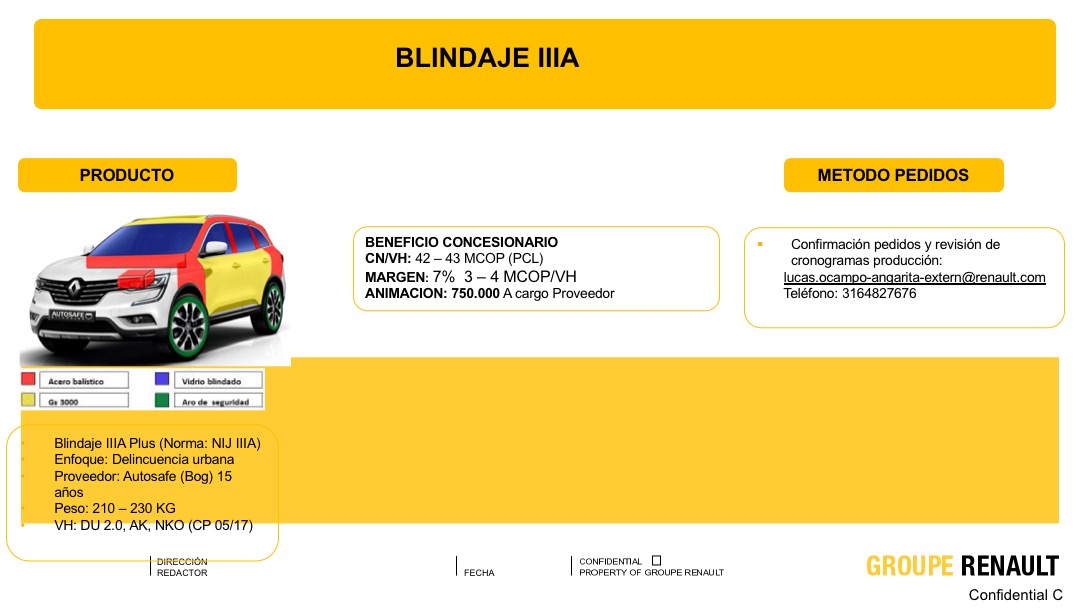 BLINDAJE IIIA
PRODUCTO
METODO PEDIDOS
AUTOSAFE
Acero balístico
Vidrio blindado
Gs 3000
Aro de seguridad
BENEFICIO CONCESIONARIO
CN/VH: 42 – 43 MCOP (PCL)
MARGEN: 7% 3 – 4 MCOP/VH
ANIMACION: 750.000 A cargo Proveedor
Confirmación pedidos y revisión de
cronogramas producción:
lucas.ocampo-angarita-extern@renault.com
Teléfono: 3164827676
Blindaje IIIA Plus (Norma: NIJ IIIA)
Enfoque: Delincuencia urbana
Proveedor: Autosafe (Bog) 15
años
Peso: 210 – 230 KG
VH: DU 2.0, AK, NKO (CP 05/17)
DIRECCIÓN
REDACTOR
FECHA
CONFIDENTIAL
PROPERTY OF GROUPE RENAULT
GROUPE RENAULT
Confidential C